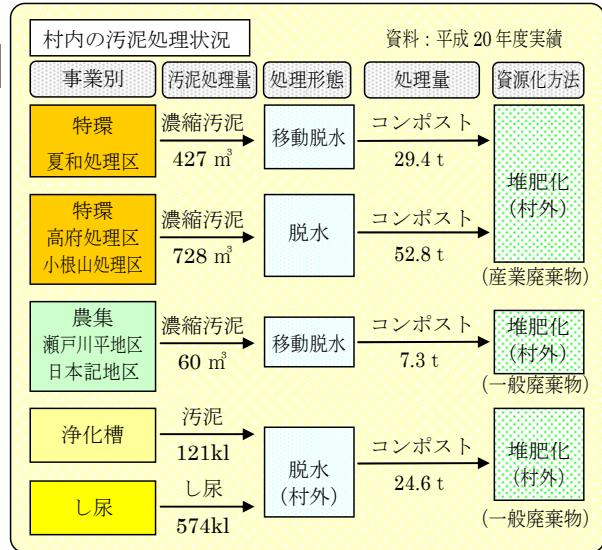 村内の汚泥処理状況
資料：平成20年度実績
事業別
汚泥処理量
処理形態
処理量
資源化方法
特環
夏和処理区
濃縮汚泥
427 ㎥
移動脱水
コンポスト
29.4 t
特環
高府処理区
小根山処理区
濃縮汚泥
728 ㎥
脱水
コンポスト
52.8 t
堆肥化
(村外)
(産業廃棄物)
農集
瀬戸川平地区
日本記地区
濃縮汚泥
60 ㎥
移動脱水
コンポスト
7.3 t
堆肥化
(村外)
(一般廃棄物)
浄化槽
汚泥
121kl
し尿
し尿
574kl
脱水
(村外)
コンポスト
24.6 t
堆肥化
(村外)
(一般廃棄物)